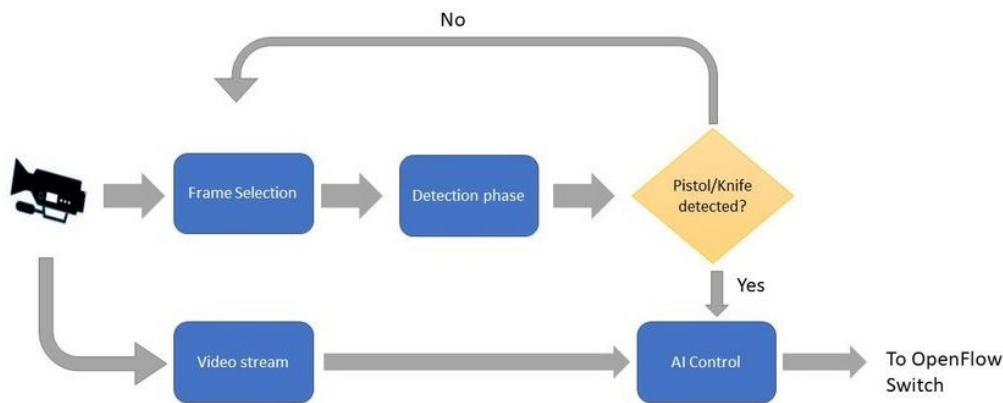 No
Frame Selection
Detection phase
Pistol/Knife
detected?
Yes
Video stream
AI Control
To OpenFlow
Switch